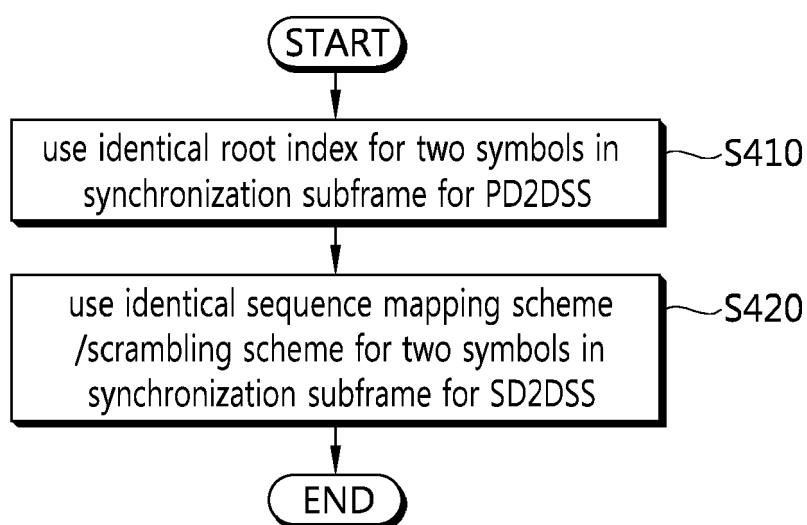 START
use identical root index for two symbols in
synchronization subframe for PD2DSS
S410
use identical sequence mapping scheme
/scrambling scheme for two symbols in
synchronization subframe for SD2DSS
S420
END